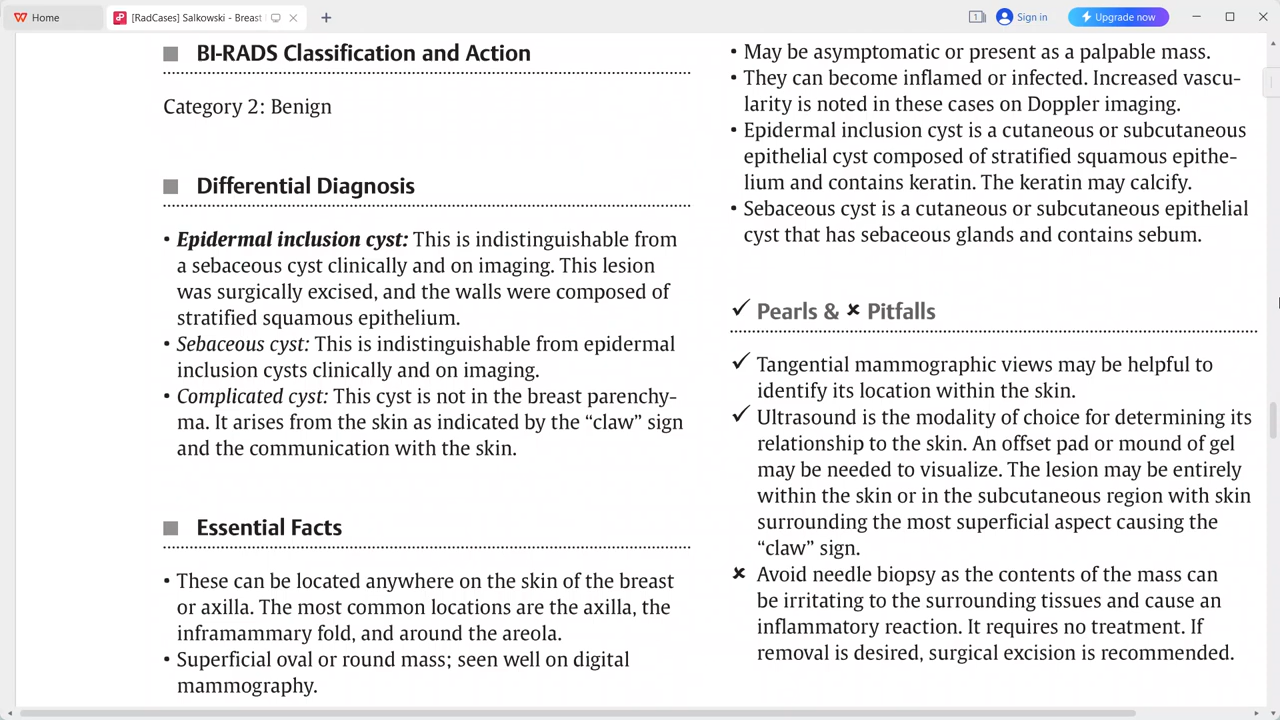 Home
[RadCases] Salkowski - Breast
1
Sign in
Upgrade now
BI-RADS Classification and Action
Category 2: Benign
Differential Diagnosis
• Epidermal inclusion cyst: This is indistinguishable from
a sebaceous cyst clinically and on imaging. This lesion
was surgically excised, and the walls were composed of
stratified squamous epithelium.
• Sebaceous cyst: This is indistinguishable from epidermal
inclusion cysts clinically and on imaging.
• Complicated cyst: This cyst is not in the breast parenchy-
ma. It arises from the skin as indicated by the “claw” sign
and the communication with the skin.
Essential Facts
• These can be located anywhere on the skin of the breast
or axilla. The most common locations are the axilla, the
inframammary fold, and around the areola.
• Superficial oval or round mass; seen well on digital
mammography.
• May be asymptomatic or present as a palpable mass.
• They can become inflamed or infected. Increased vascu-
larity is noted in these cases on Doppler imaging.
• Epidermal inclusion cyst is a cutaneous or subcutaneous
epithelial cyst composed of stratified squamous epithe-
lium and contains keratin. The keratin may calcify.
• Sebaceous cyst is a cutaneous or subcutaneous epithelial
cyst that has sebaceous glands and contains sebum.
✓ Pearls & ✗ Pitfalls
✓ Tangential mammographic views may be helpful to
identify its location within the skin.
✓ Ultrasound is the modality of choice for determining its
relationship to the skin. An offset pad or mound of gel
may be needed to visualize. The lesion may be entirely
within the skin or in the subcutaneous region with skin
surrounding the most superficial aspect causing the
“claw” sign.
✗ Avoid needle biopsy as the contents of the mass can
be irritating to the surrounding tissues and cause an
inflammatory reaction. It requires no treatment. If
removal is desired, surgical excision is recommended.